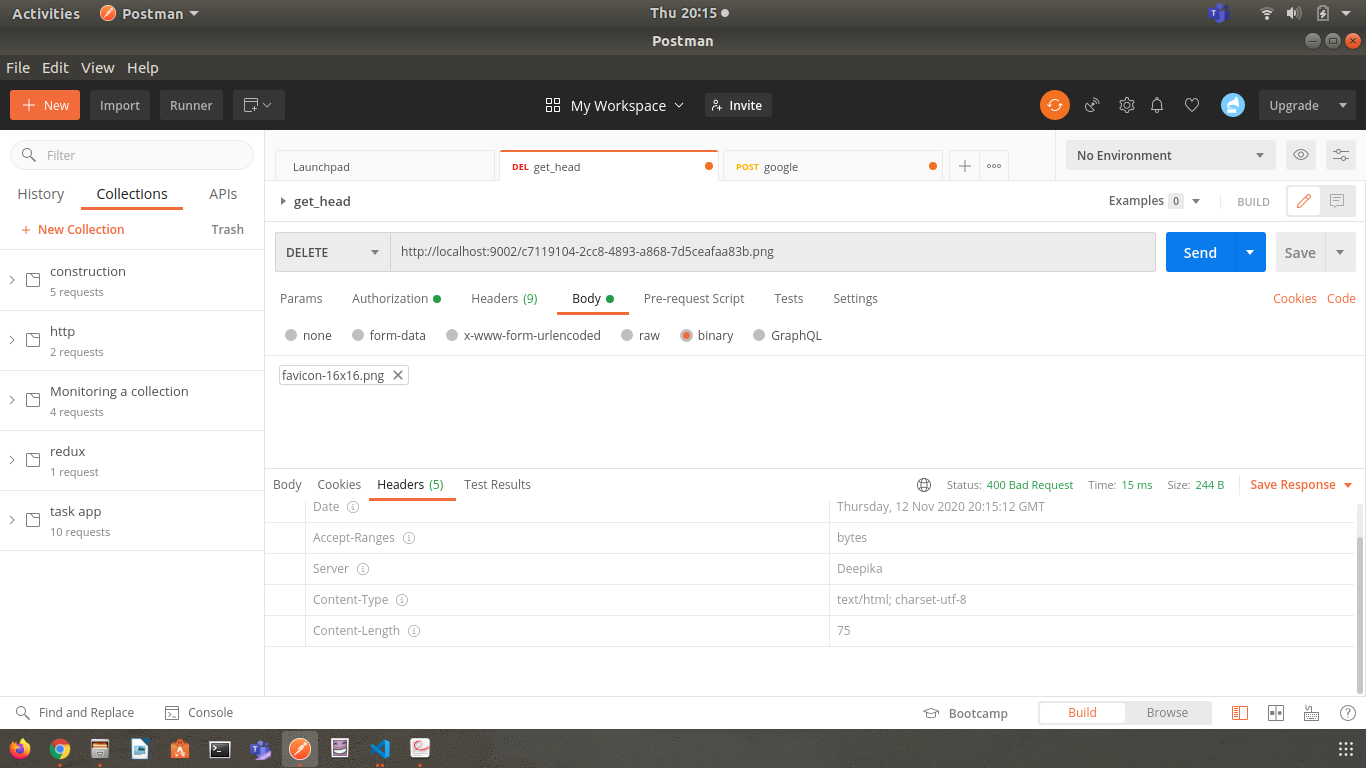 Activities Postman Thu 20:15
Postman
File Edit View Help
New Import Runner My Workspace Invite Upgrade
Filter
History Collections APIs
New Collection Trash
construction
5 requests
http
2 requests
Monitoring a collection
4 requests
redux
1 request
task app
10 requests
Launchpad DEL get_head POST google No Environment
get_head Examples 0 BUILD
DELETE http://localhost:9002/c7119104-2cc8-4893-a868-7d5ceafaa83b.png Send Save
Params Authorization Headers (9) Body Pre-request Script Tests Settings Cookies Code
none form-data x-www-form-urlencoded raw binary GraphQL
favicon-16x16.png
Body Cookies Headers (5) Test Results Status: 400 Bad Request Time: 15 ms Size: 244 B Save Response
Date Thursday, 12 Nov 2020 20:15:12 GMT
Accept-Ranges bytes
Server Deepika
Content-Type text/html; charset-utf-8
Content-Length 75
Find and Replace Console Bootcamp Build Browse